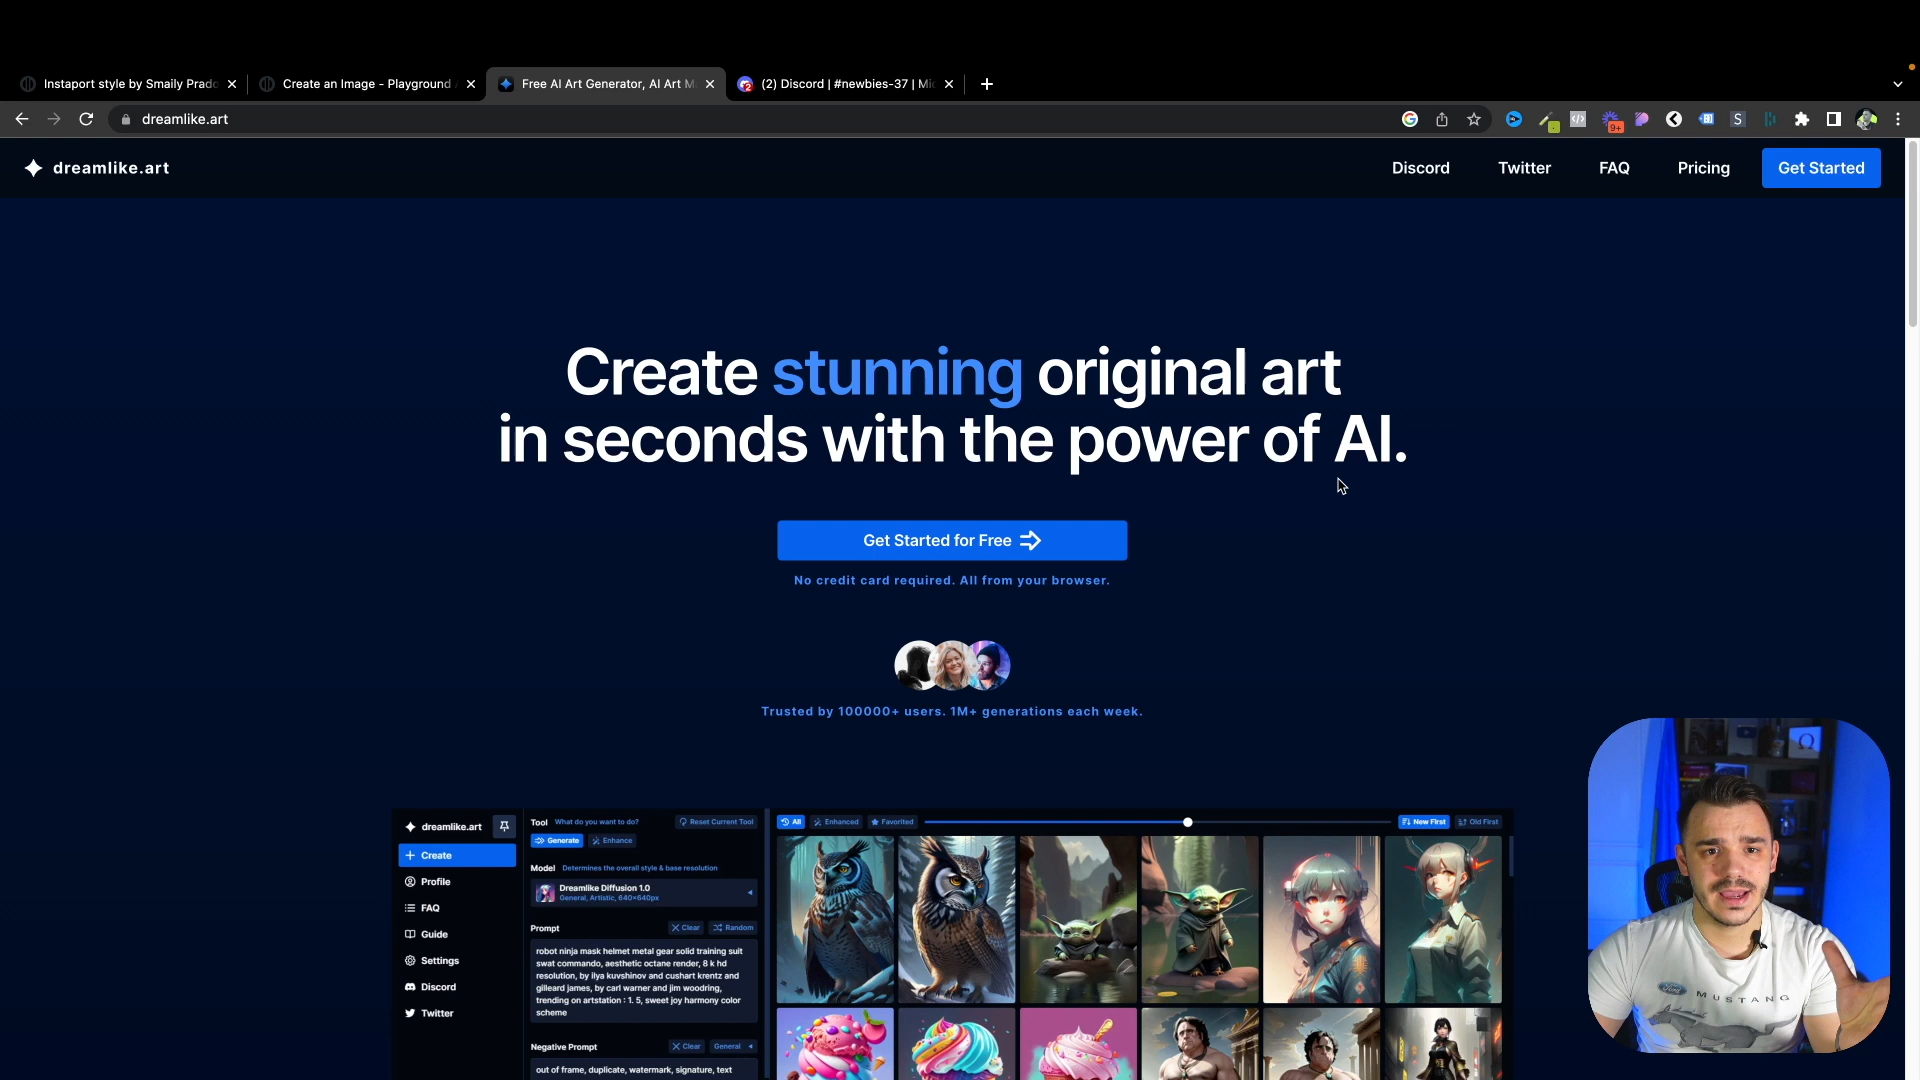 Instaport style by Smaily Prado
Create an Image - Playground
Free AI Art Generator, AI Art M
(2) Discord | #newbies-37 | Mi
dreamlike.art
9+
S
dreamlike.art
Discord
Twitter
FAQ
Pricing
Get Started
Create stunning original art
in seconds with the power of AI.
Get Started for Free
No credit card required. All from your browser.
Trusted by 100000+ users. 1M+ generations each week.
dreamlike.art
Create
Profile
FAQ
Guide
Settings
Discord
Twitter
Tool What do you want to do?
Reset Current Tool
Generate
Enhance
Model Determines the overall style & base resolution
Dreamlike Diffusion 1.0
General, Artistic, 640×640px
Prompt
Clear
Random
robot ninja mask helmet metal gear solid training suit
swat commando, aesthetic octane render, 8 k hd
resolution, by ilya kuvshinov and cushart krentz and
gilleard james, by carl warner and jim woodring,
trending on artstation : 1. 5, sweet joy harmony color
scheme
Negative Prompt
Clear
General
out of frame, duplicate, watermark, signature, text
All
Enhanced
Favorited
New First
Old First
Ford
MUSTANG